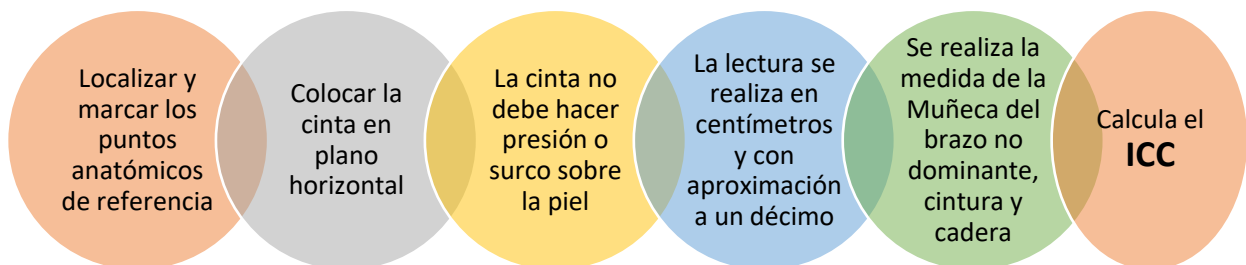 Localizar y
marcar los
puntos
anatómicos
de referencia
Colocar la
cinta en
plano
horizontal
La cinta no
debe hacer
presión o
surco sobre
la piel
La lectura se
realiza en
centímetros
y con
aproximación
a un décimo
Se realiza la
medida de la
Muñeca del
brazo no
dominante,
cintura y
cadera
Calcula el
ICC